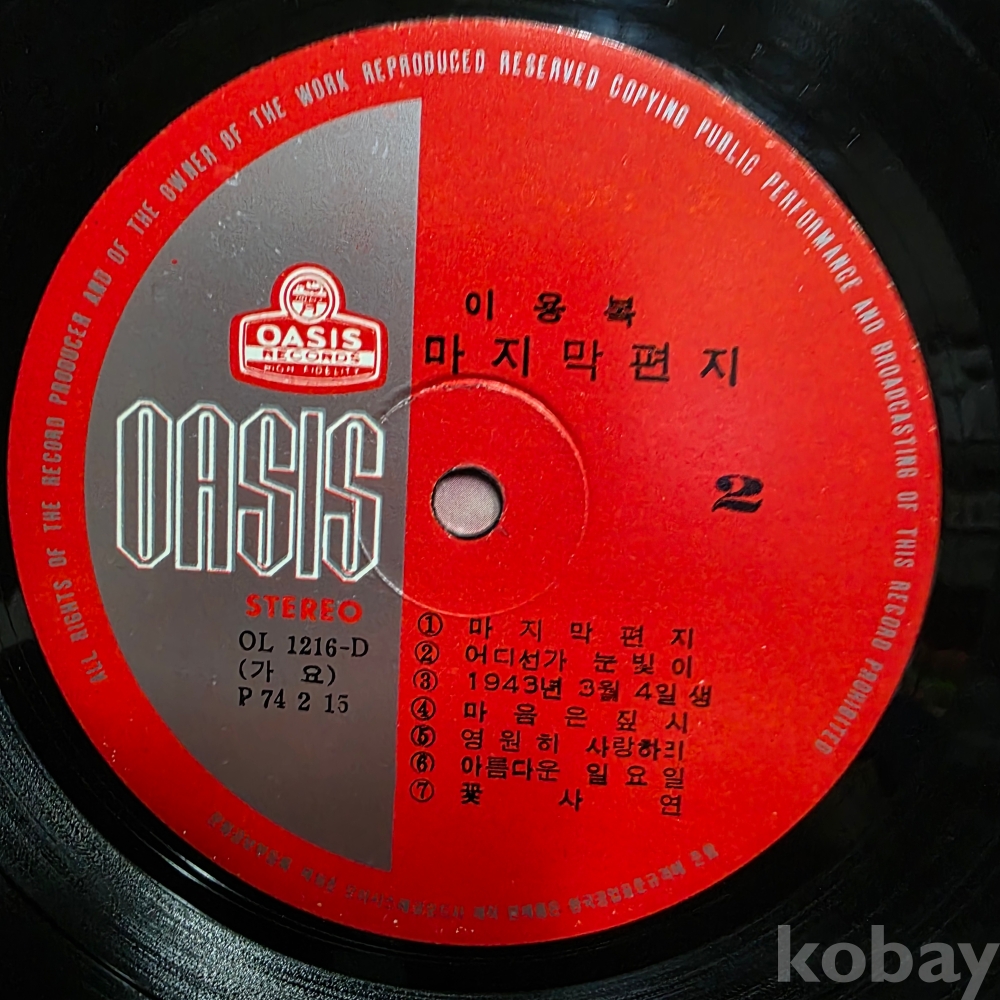 ALL RIGHTS OF THE RECORD PRODUCER AND OF THE OWNER OF THE WORK REPRODUCED RESERVED COPYING PUBLIC PERFORMANCE AND BROADCASTING OF THIS RECORD PROHIBITED
이용복
마지막편지
OASIS
RECORDS
HIGH FIDELITY
OASIS
2
STEREO
OL 1216-D
(가요)
P 74 2 15
① 마지막편지
② 어디선가 눈빛이
③ 1943년 3월 4일생
④ 마음은 짚시
⑤ 영원히 사랑하리
⑥ 아름다운 일요일
⑦ 꽃사연
kobay